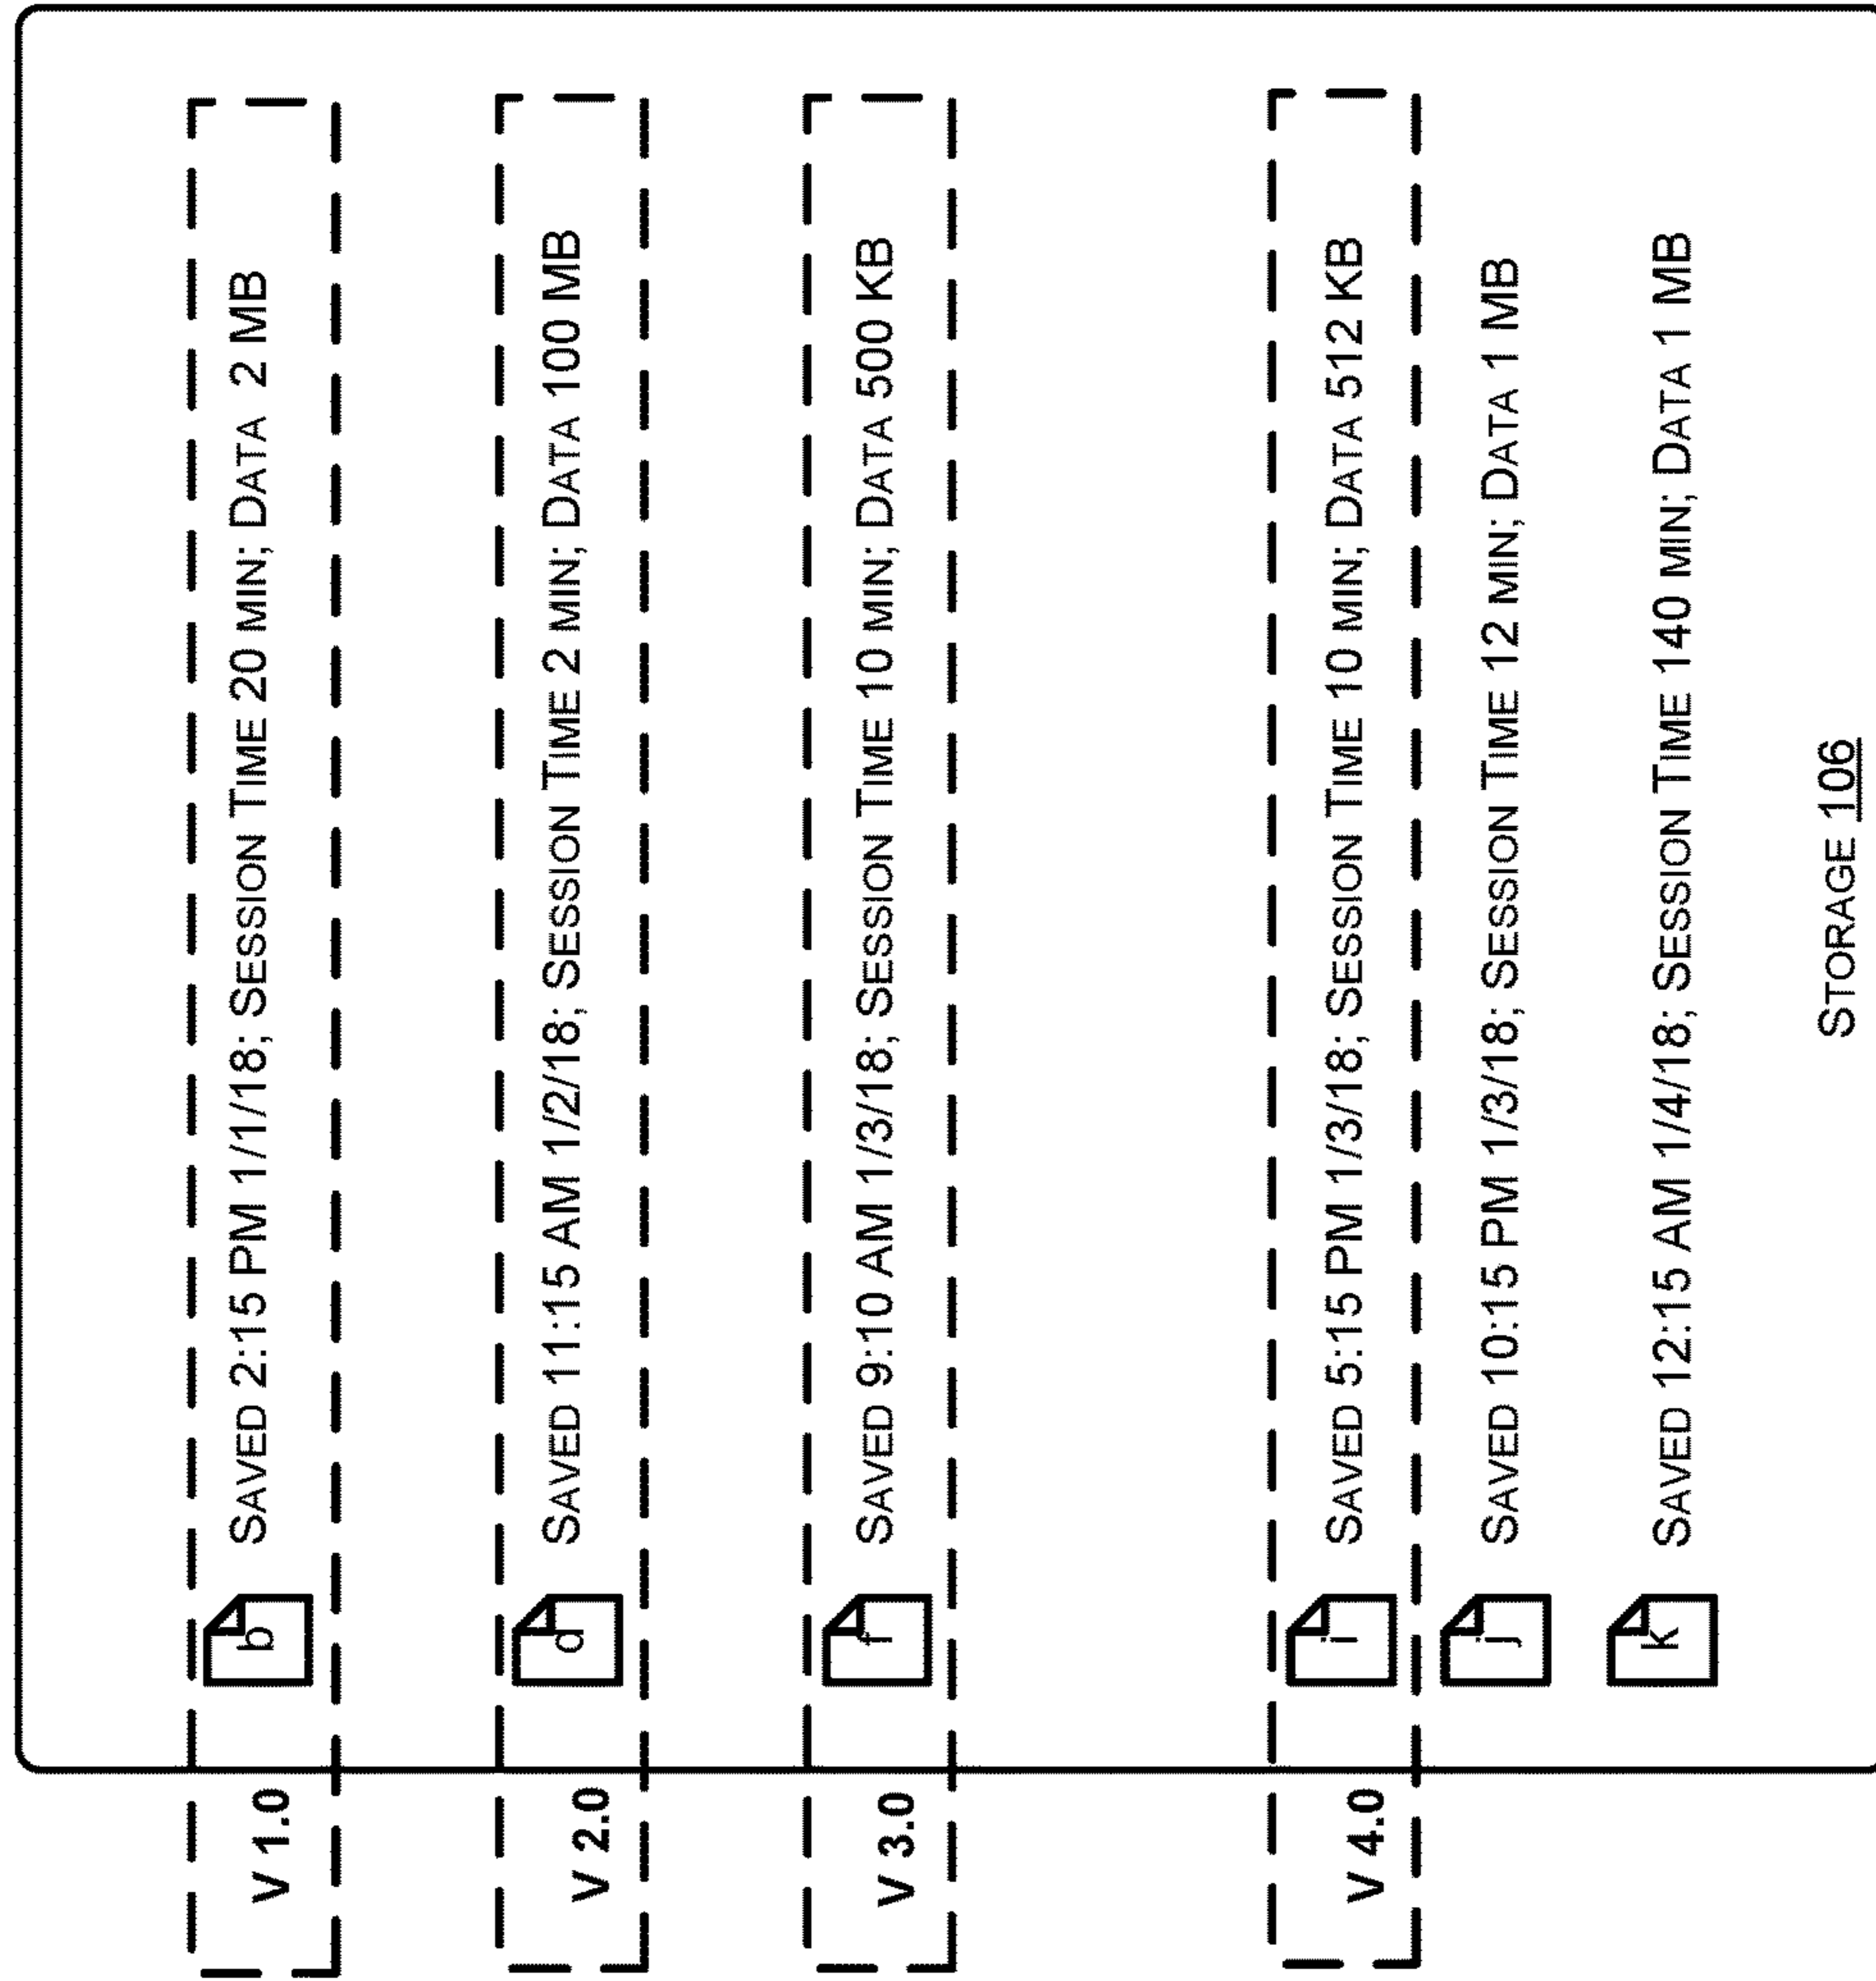 V 1.0 b SAVED 2:15 PM 1/1/18; SESSION TIME 20 MIN; DATA 2 MB
V 2.0 d SAVED 11:15 AM 1/2/18; SESSION TIME 2 MIN; DATA 100 MB
V 3.0 f SAVED 9:10 AM 1/3/18; SESSION TIME 10 MIN; DATA 500 KB
V 4.0 i SAVED 5:15 PM 1/3/18; SESSION TIME 10 MIN; DATA 512 KB
j SAVED 10:15 PM 1/3/18; SESSION TIME 12 MIN; DATA 1 MB
k SAVED 12:15 AM 1/4/18; SESSION TIME 140 MIN; DATA 1 MB
STORAGE 106